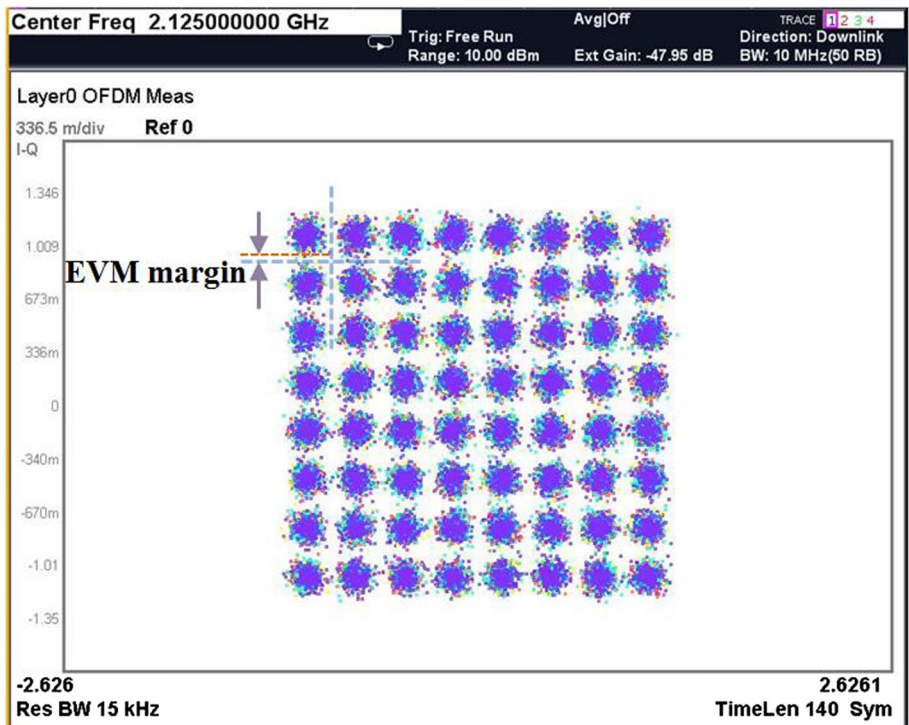 Center Freq 2.125000000 GHz
Trig: Free Run
Range: 10.00 dBm
Avg|Off
Ext Gain: -47.95 dB
TRACE 1 2 3 4
Direction: Downlink
BW: 10 MHz(50 RB)
Layer0 OFDM Meas
336.5 m/div Ref 0
I-Q
1.346
1.009
EVM margin
673m
336m
0
-340m
-670m
-1.01
-1.35
-2.626 2.6261
Res BW 15 kHz TimeLen 140 Sym